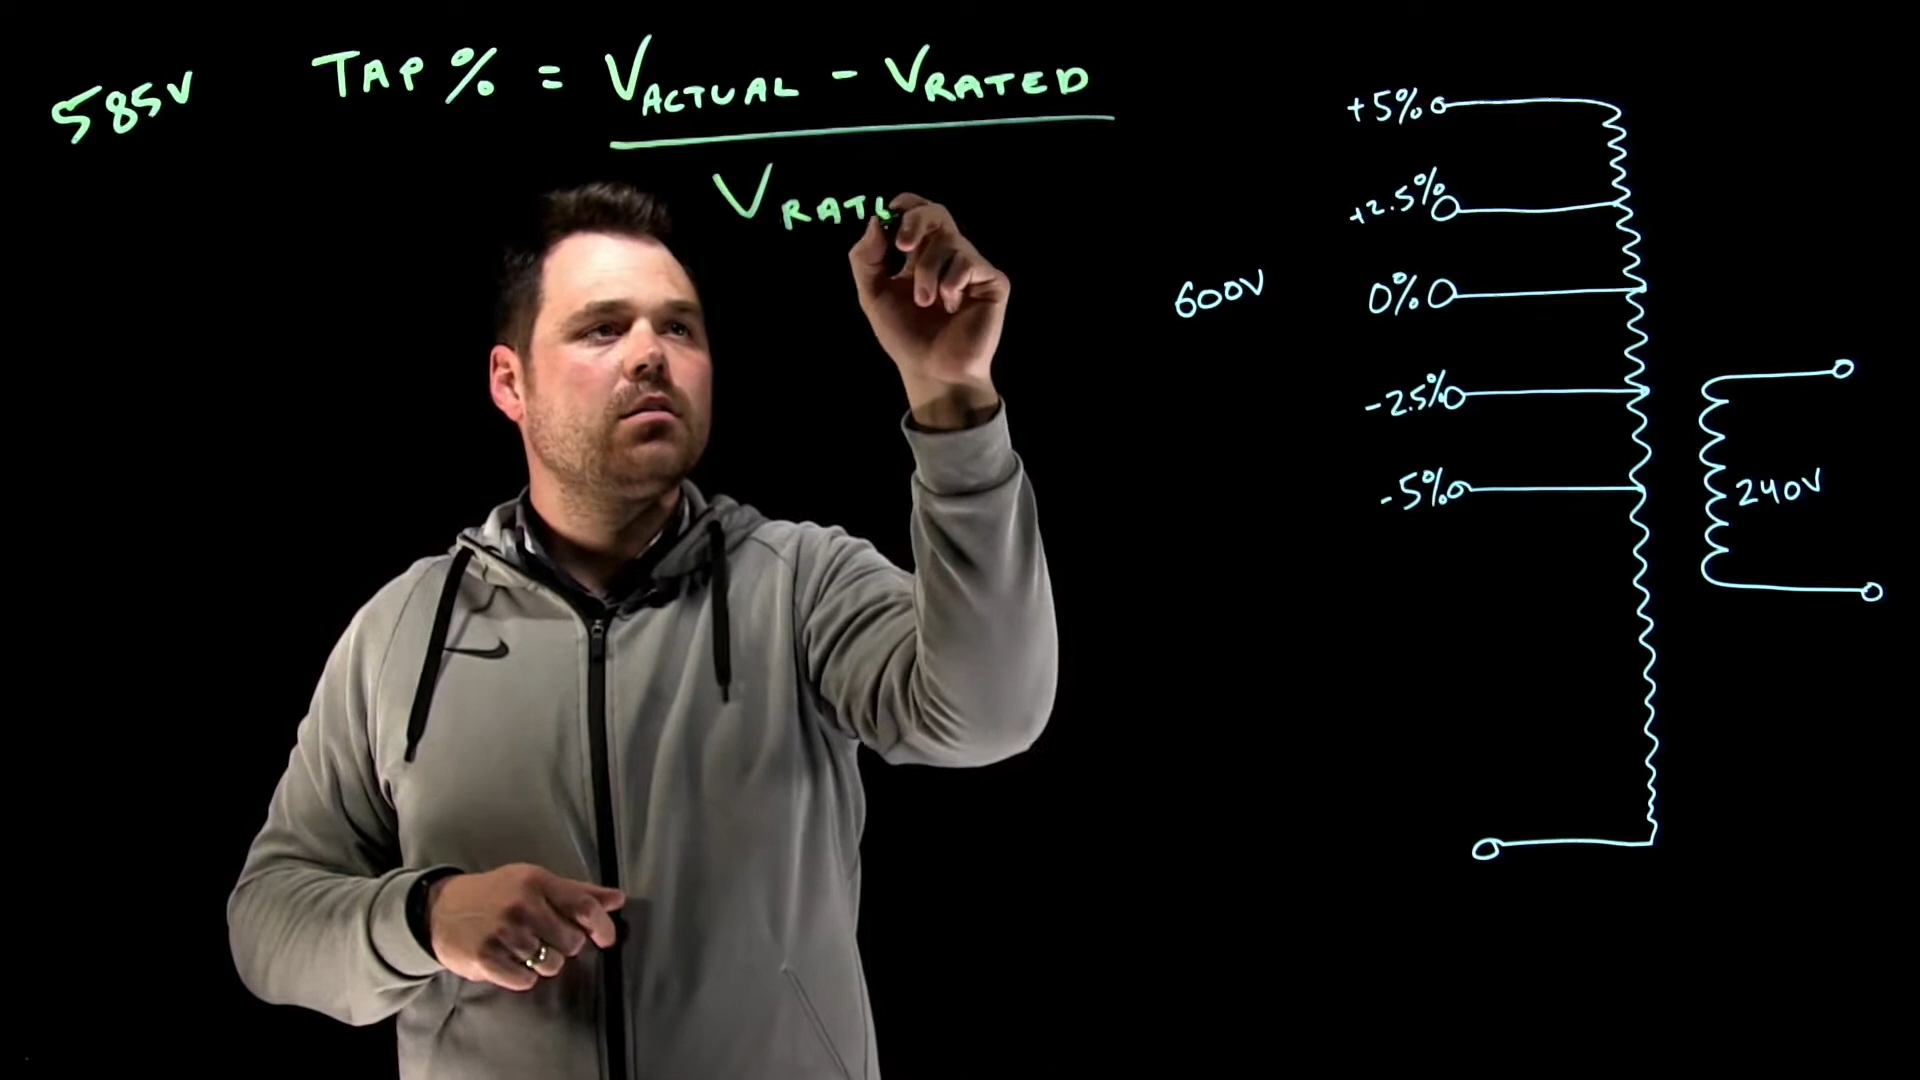 585V
TAP % = VACTUAL - VRATED
VRATE
+5%
+2.5%
600V 0%
-2.5%
-5%
240V